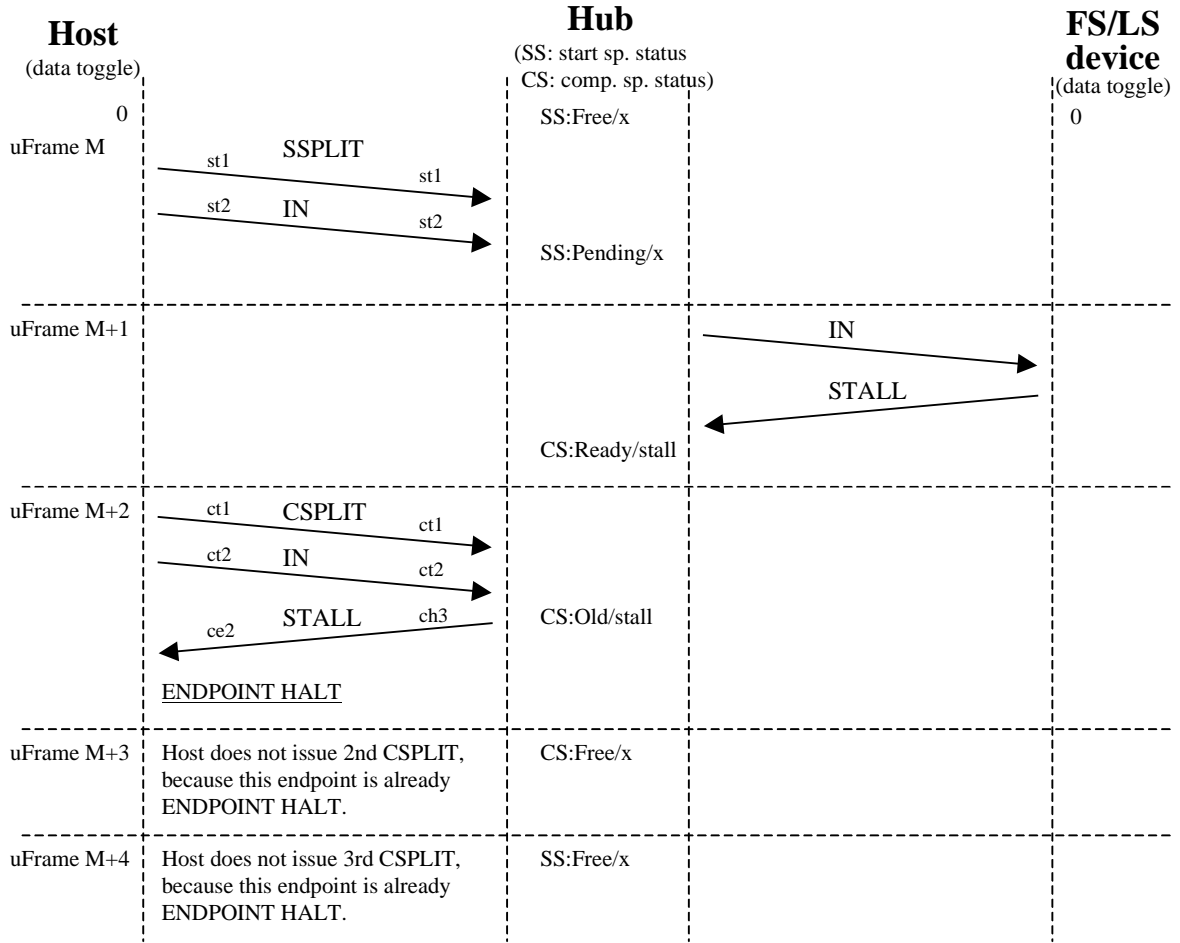 Host
(data toggle)
Hub
(SS: start sp. status
CS: comp. sp. status)
FS/LS
device
(data toggle)
0
SS:Free/x
0
uFrame M
st1
SSPLIT
st1
st2
IN
st2
SS:Pending/x
uFrame M+1
IN
STALL
CS:Ready/stall
uFrame M+2
ct1
CSPLIT
ct1
ct2
IN
ct2
ce2
STALL
ch3
CS:Old/stall
ENDPOINT HALT
uFrame M+3
Host does not issue 2nd CSPLIT,
because this endpoint is already
ENDPOINT HALT.
CS:Free/x
uFrame M+4
Host does not issue 3rd CSPLIT,
because this endpoint is already
ENDPOINT HALT.
SS:Free/x